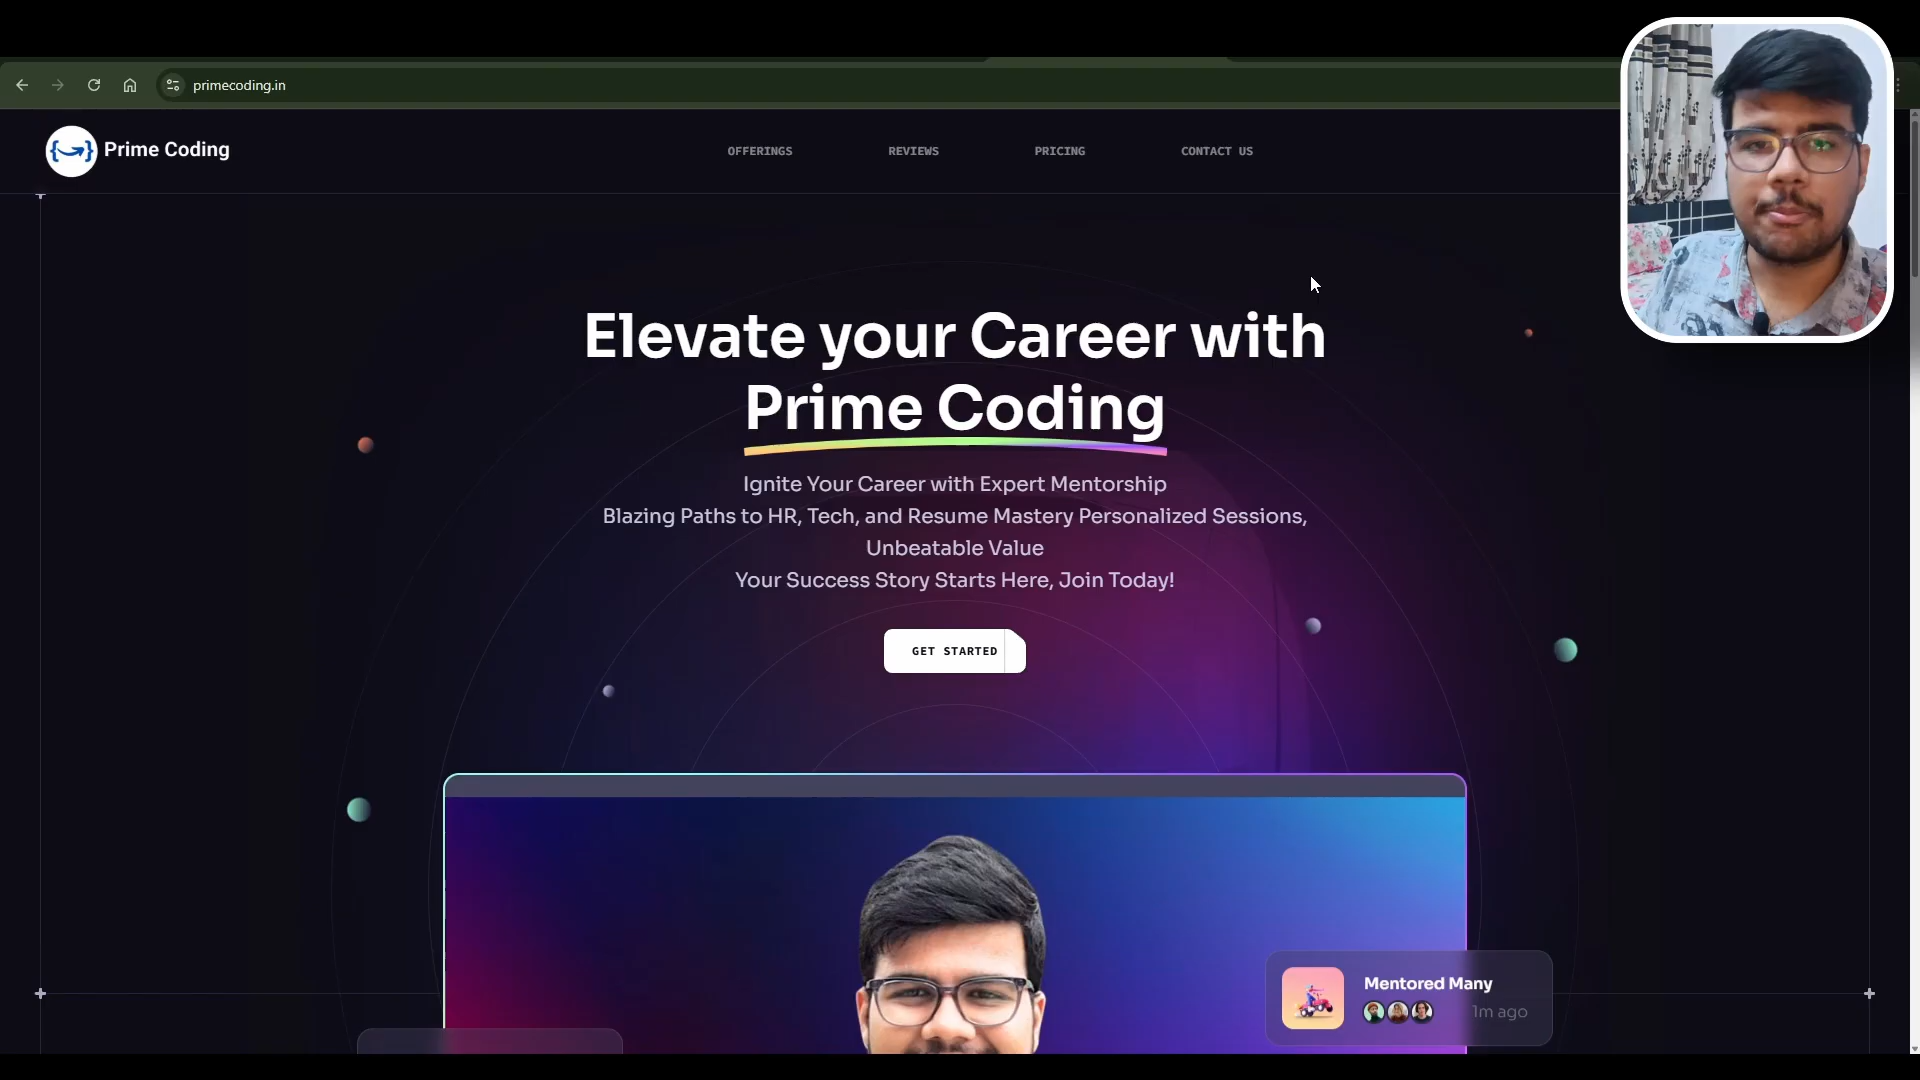 primecoding.in
Prime Coding
OFFERINGS
REVIEWS
PRICING
CONTACT US
Elevate your Career with
Prime Coding
Ignite Your Career with Expert Mentorship
Blazing Paths to HR, Tech, and Resume Mastery Personalized Sessions,
Unbeatable Value
Your Success Story Starts Here, Join Today!
GET STARTED
Mentored Many
1m ago